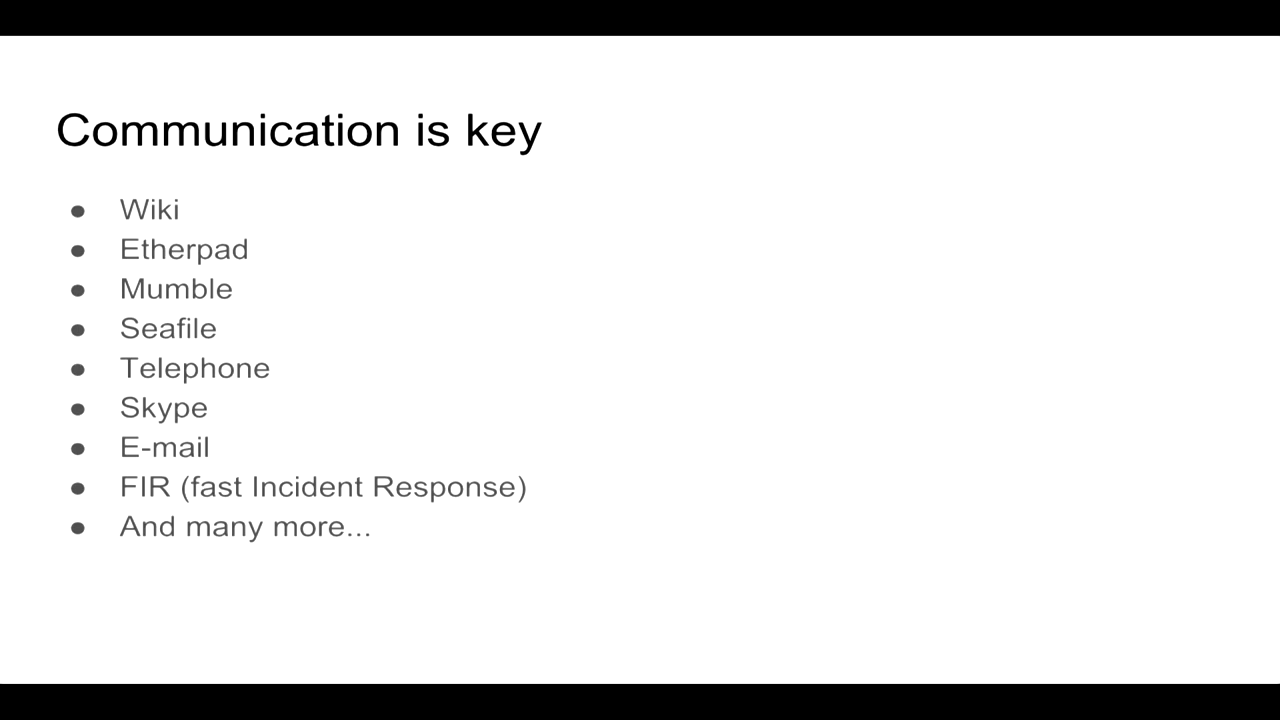 Communication is key
● Wiki
● Etherpad
● Mumble
● Seafile
● Telephone
● Skype
● E-mail
● FIR (fast Incident Response)
● And many more...